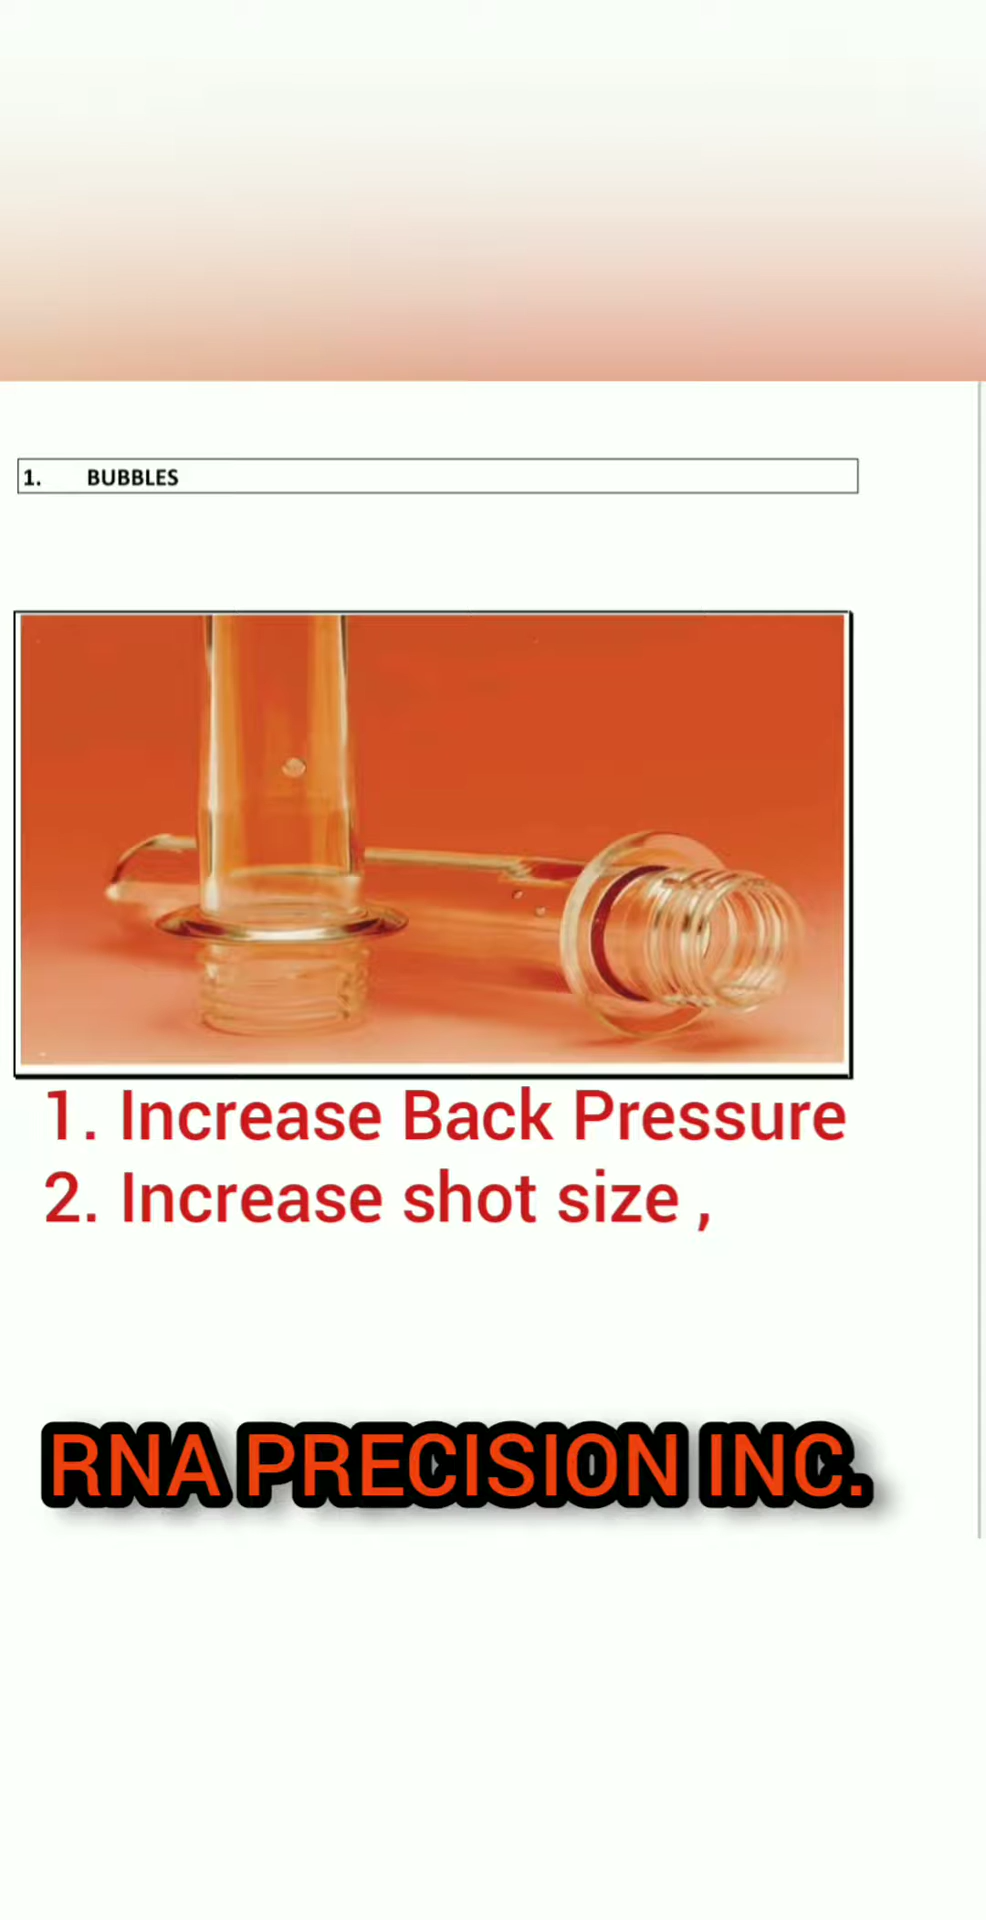 1. BUBBLES
1. Increase Back Pressure
2. Increase shot size ,
RNA PRECISION INC.